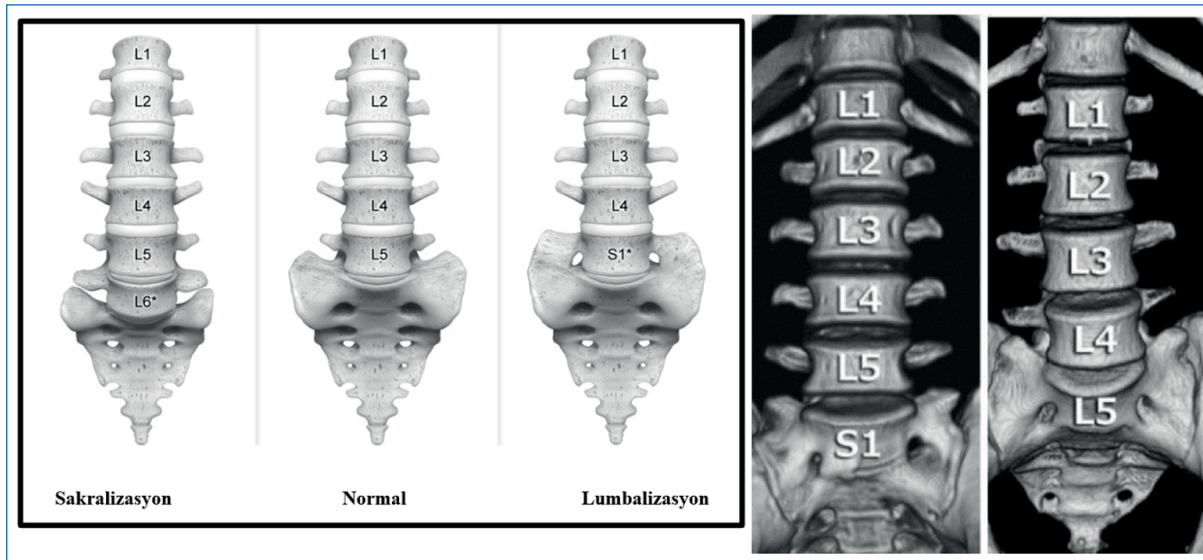 L1
L2
L3
L4
L5
L6*
Sakralizasyon
L1
L2
L3
L4
L5
Normal
L1
L2
L3
L4
S1*
Lumbalizasyon
L1
L2
L3
L4
L5
S1
L1
L2
L3
L4
L5